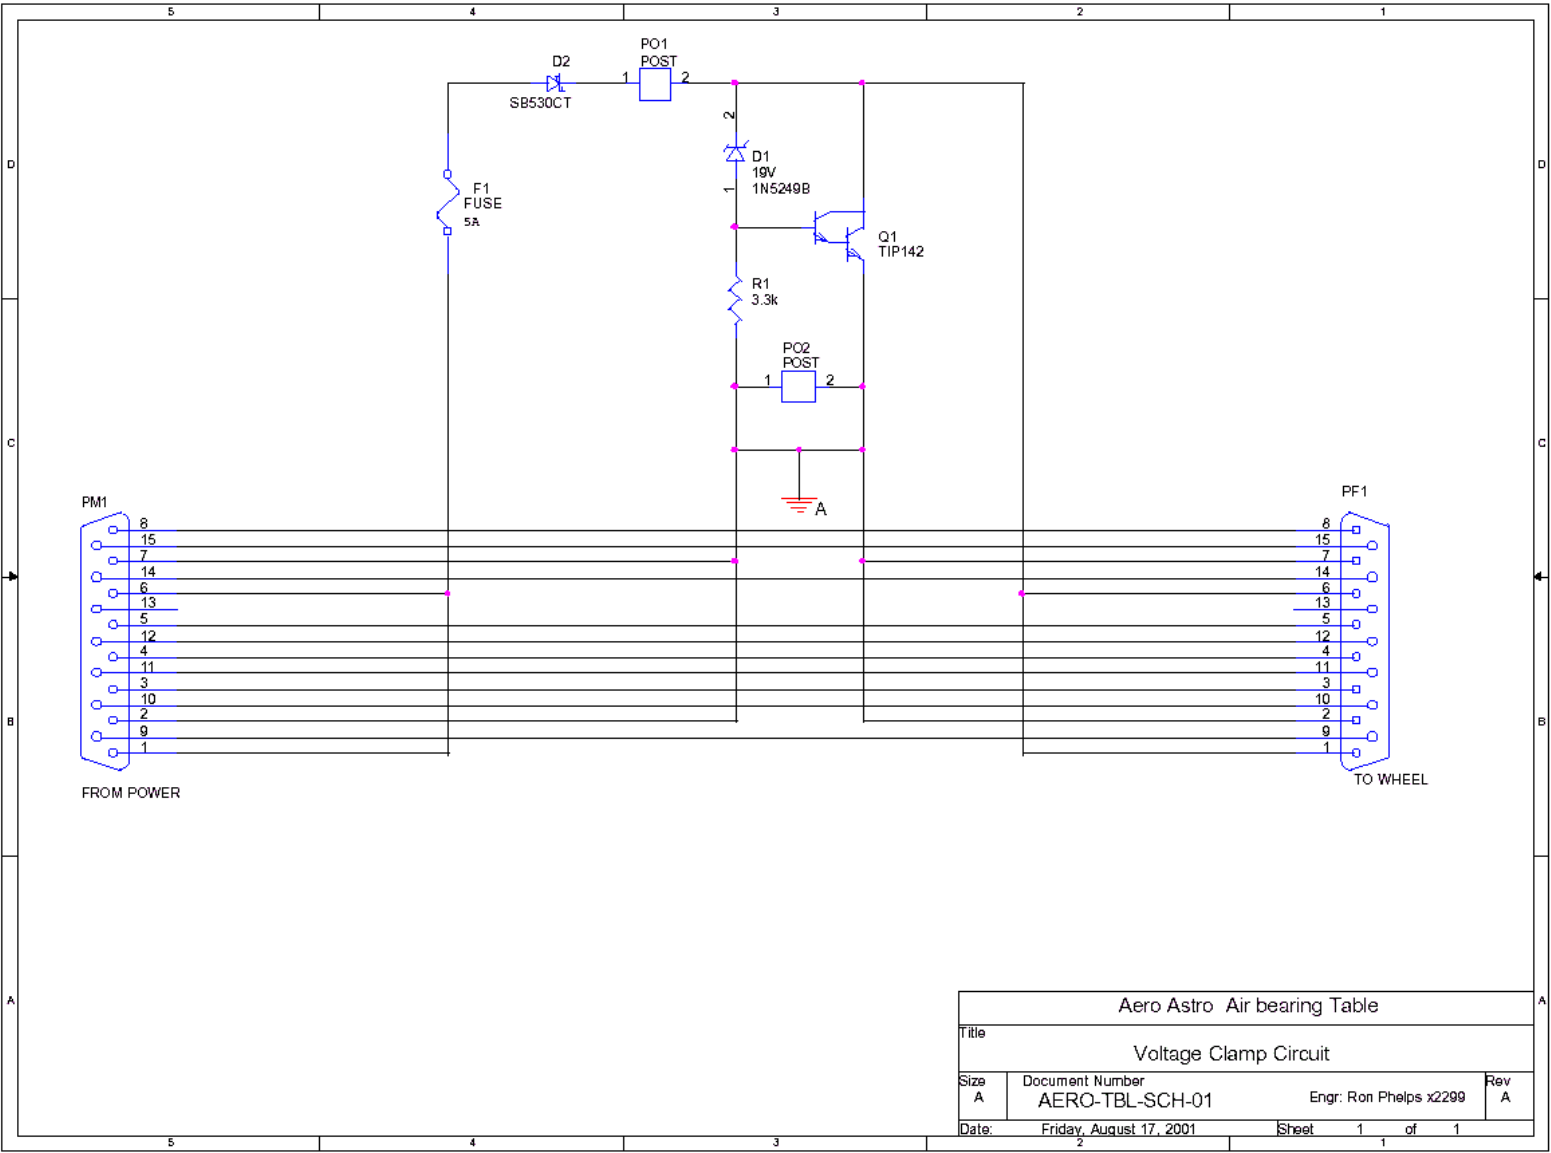 5 4 3 2 1
PO1
D2 POST
1 2
SB530CT
2
D D
D1
19V
1 1N5249B
F1
FUSE
5A
Q1
TIP142
R1
3.3k
PO2
POST
1 2
C C
A
PM1 PF1
8 8
15 15
7 7
14 14
6 6
13 13
5 5
12 12
4 4
11 11
3 3
10 10
2 2
B B
9 9
1 1
FROM POWER TO WHEEL
A A
Aero Astro Air bearing Table
Title
Voltage Clamp Circuit
Size Document Number Rev
A AERO-TBL-SCH-01 Engr: Ron Phelps x2299 A
Date: Friday, August 17, 2001 Sheet 1 of 1
5 4 3 2 1